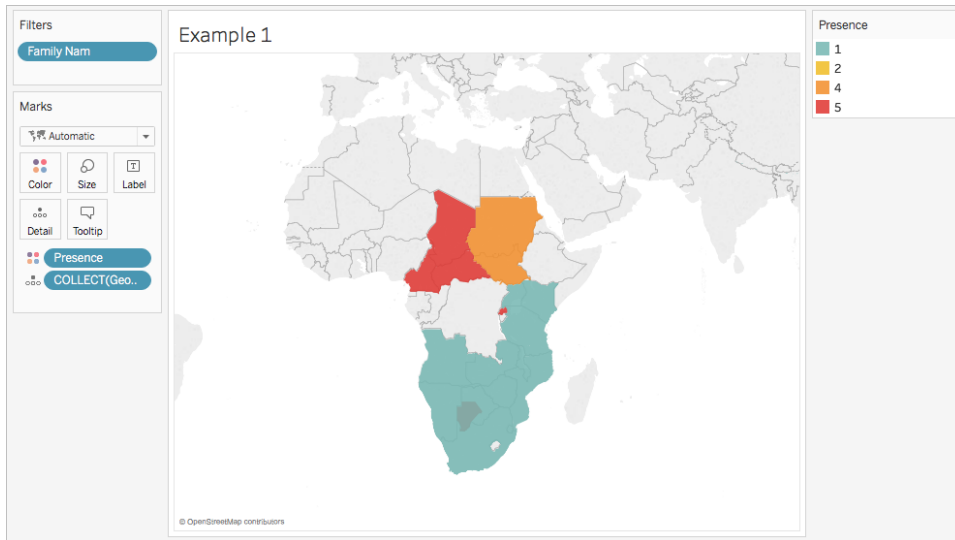 Filters
Family Nam
Marks
Automatic
Color
Size
T
Label
Detail
Tooltip
Presence
COLLECT(Geo..
Example 1
© OpenStreetMap contributors
Presence
1
2
4
5